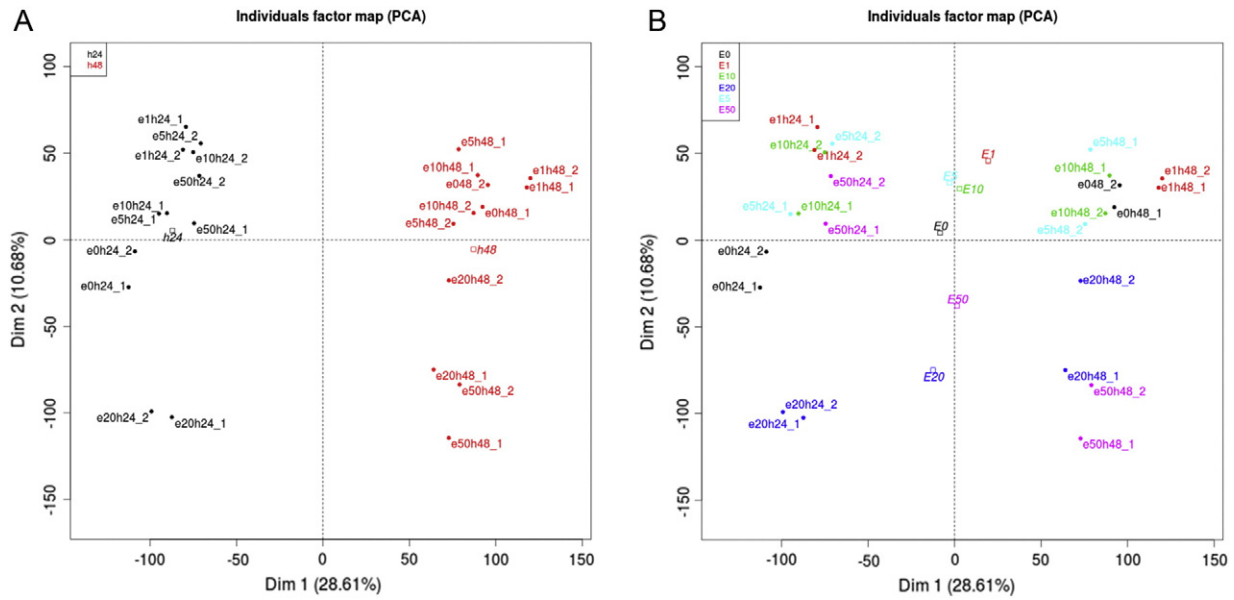 A
Individuals factor map (PCA)
h24
h48
100
50
0
-50
-100
-150
Dim 2 (10.68%)
e1h24_1
e5h24_2
e1h24_2
e10h24_2
e50h24_2
e10h24_1
e5h24_1
e50h24_1
h24
e0h24_2
e0h24_1
e20h24_2
e20h24_1
e5h48_1
e10h48_1
e1h48_2
e048_2
e1h48_1
e10h48_2
e0h48_1
e5h48_2
h48
e20h48_2
e20h48_1
e50h48_2
e50h48_1
-100
-50
0
50
100
150
Dim 1 (28.61%)
B
Individuals factor map (PCA)
E0
E1
E10
E20
E5
E50
100
50
0
-50
-100
-150
Dim 2 (10.68%)
e1h24_1
e5h24_2
e10h24_2
e1h24_2
e50h24_2
e5h24_1
e10h24_1
e50h24_1
e0h24_2
e0h24_1
e20h24_2
e20h24_1
E1
E5
E10
E0
E50
E20
e5h48_1
e10h48_1
e1h48_2
e048_2
e1h48_1
e10h48_2
e0h48_1
e5h48_2
e20h48_2
e20h48_1
e50h48_2
e50h48_1
-100
-50
0
50
100
150
Dim 1 (28.61%)